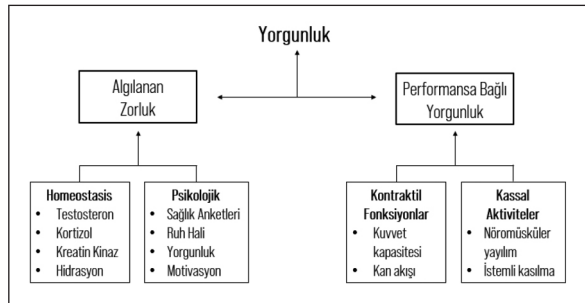 Yorgunluk
Algılanan
Zorluk
Performansa Bağlı
Yorgunluk
Homeostasis
• Testosteron
• Kortizol
• Kreatin Kinaz
• Hidrasyon
Psikolojik
• Sağlık Anketleri
• Ruh Hali
• Yorgunluk
• Motivasyon
Kontraktil
Fonksiyonlar
• Kuvvet
kapasitesi
• Kan akışı
Kassal
Aktiviteler
• Nöromüsküler
yayılım
• İstemli kasılma